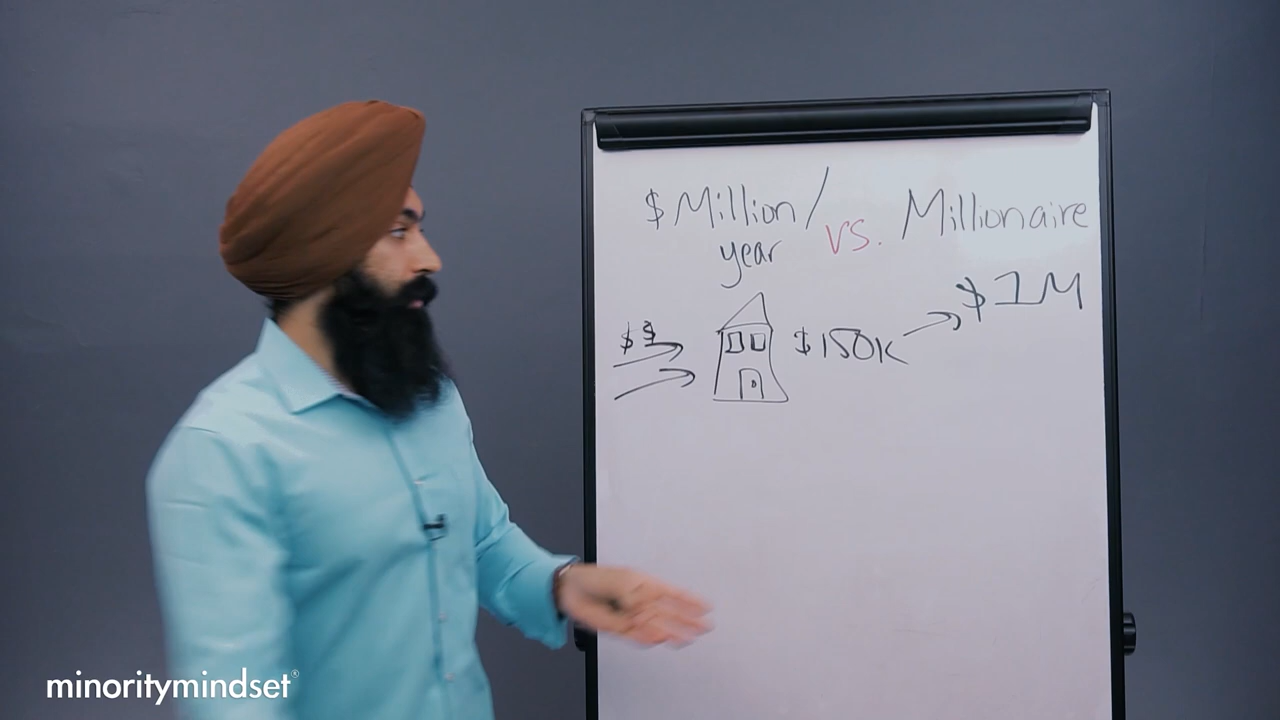 $Million/ vs. Millionaire
year
$1M
$$
$150K
minoritymindset®